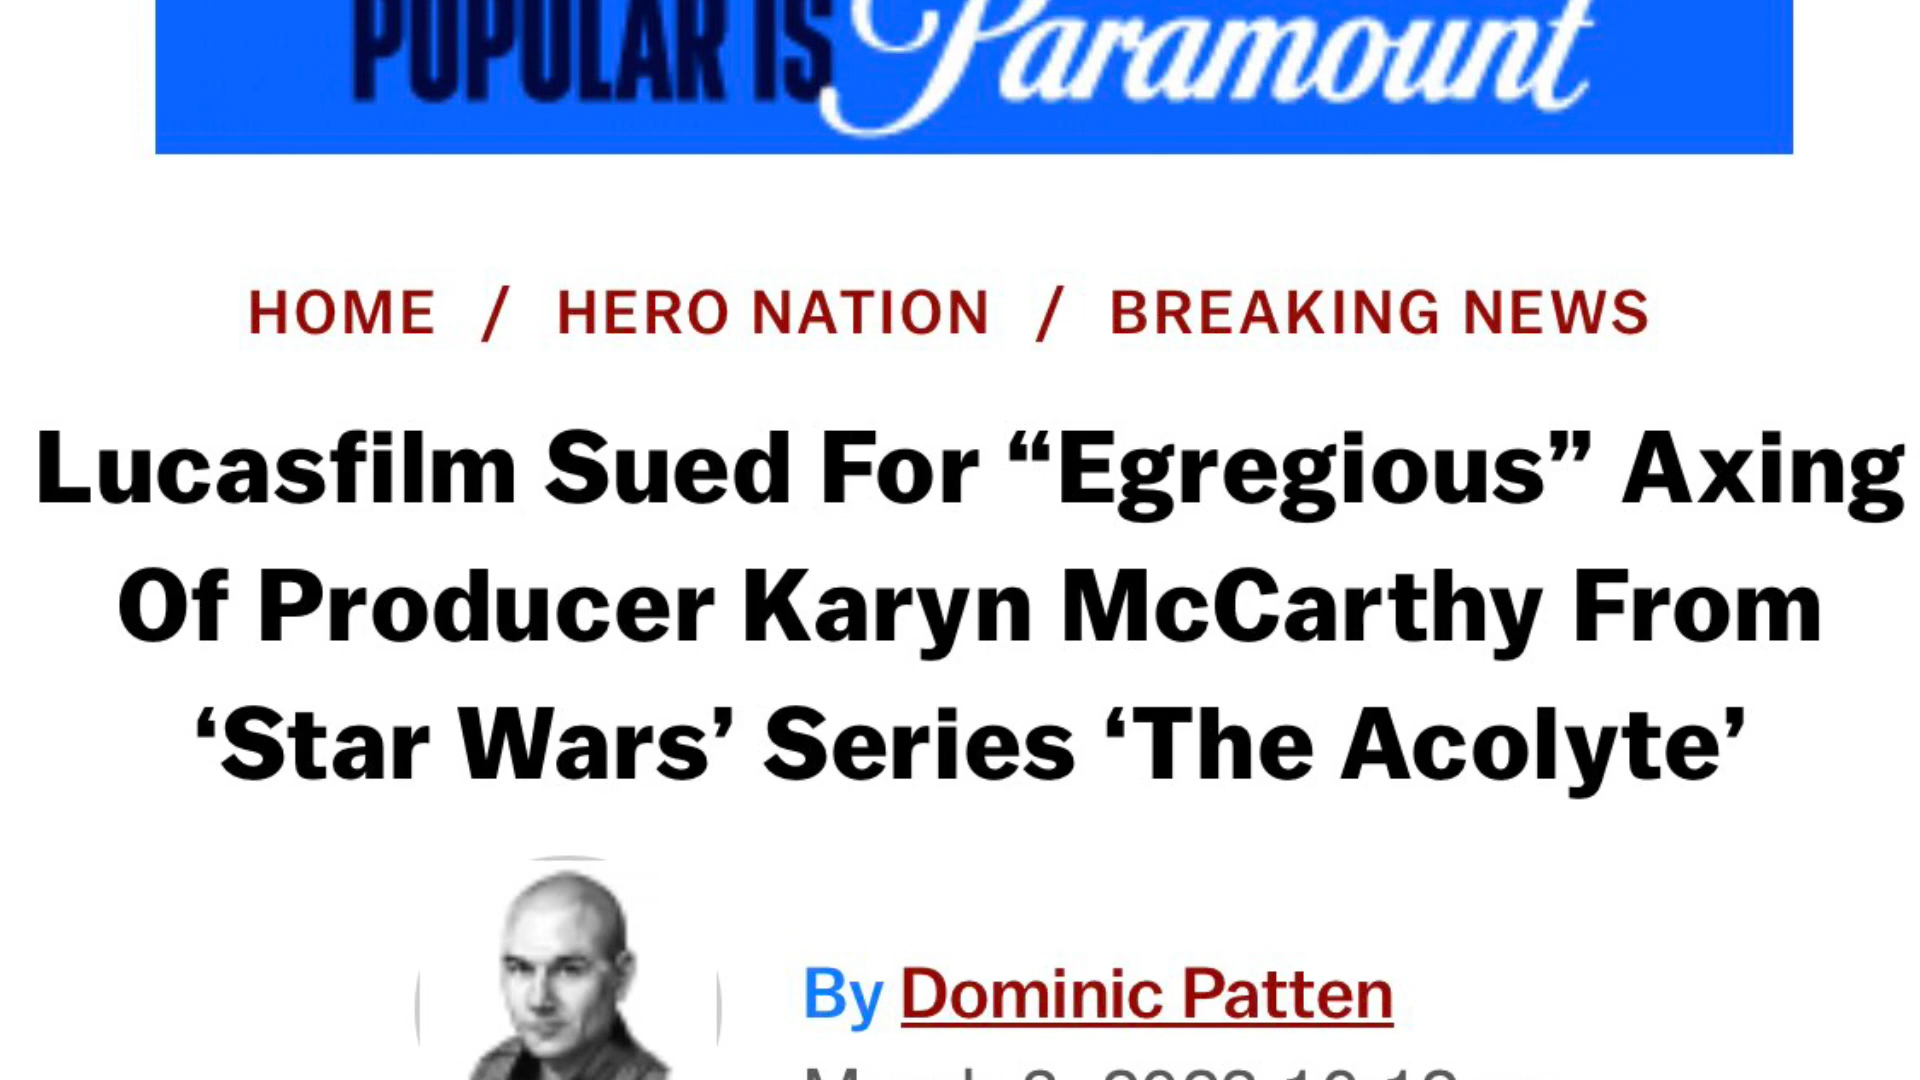 POPULAR IS Paramount
HOME / HERO NATION / BREAKING NEWS
Lucasfilm Sued For “Egregious” Axing
Of Producer Karyn McCarthy From
‘Star Wars’ Series ‘The Acolyte’
By Dominic Patten